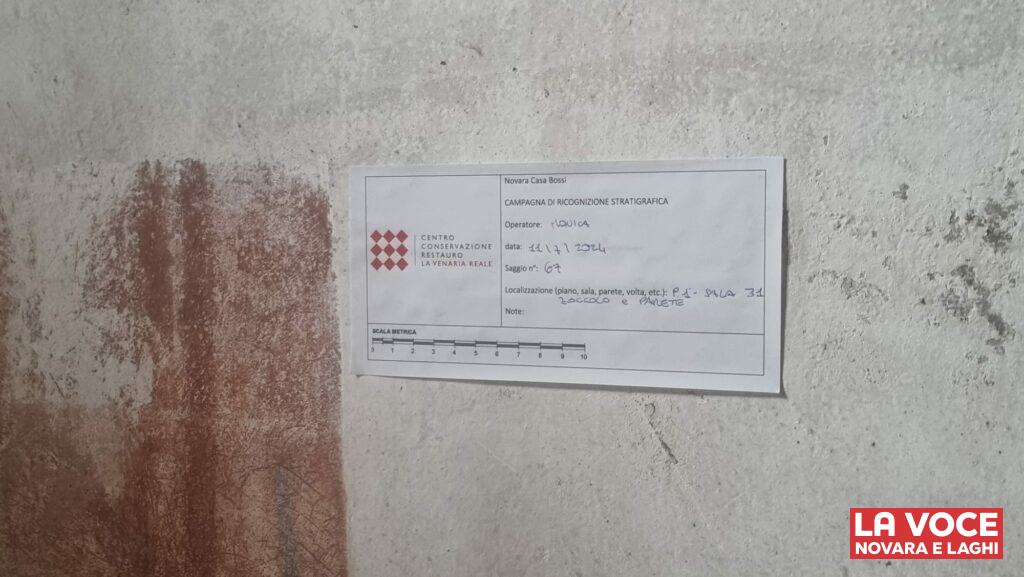 Novara Casa Bossi
CAMPAGNA DI RICOGNIZIONE STRATIGRAFICA
Operatore: MONICA
data: 11/7/2024
Saggio n°: 67
Localizzazione (piano, sala, parete, volta, etc.): P.1 - SALA 31
ZOCCOLO e PARETE
Note:
CENTRO
CONSERVAZIONE
RESTAURO
LA VENARIA REALE
SCALA METRICA
0 1 2 3 4 5 6 7 8 9 10
LA VOCE
NOVARA E LAGHI